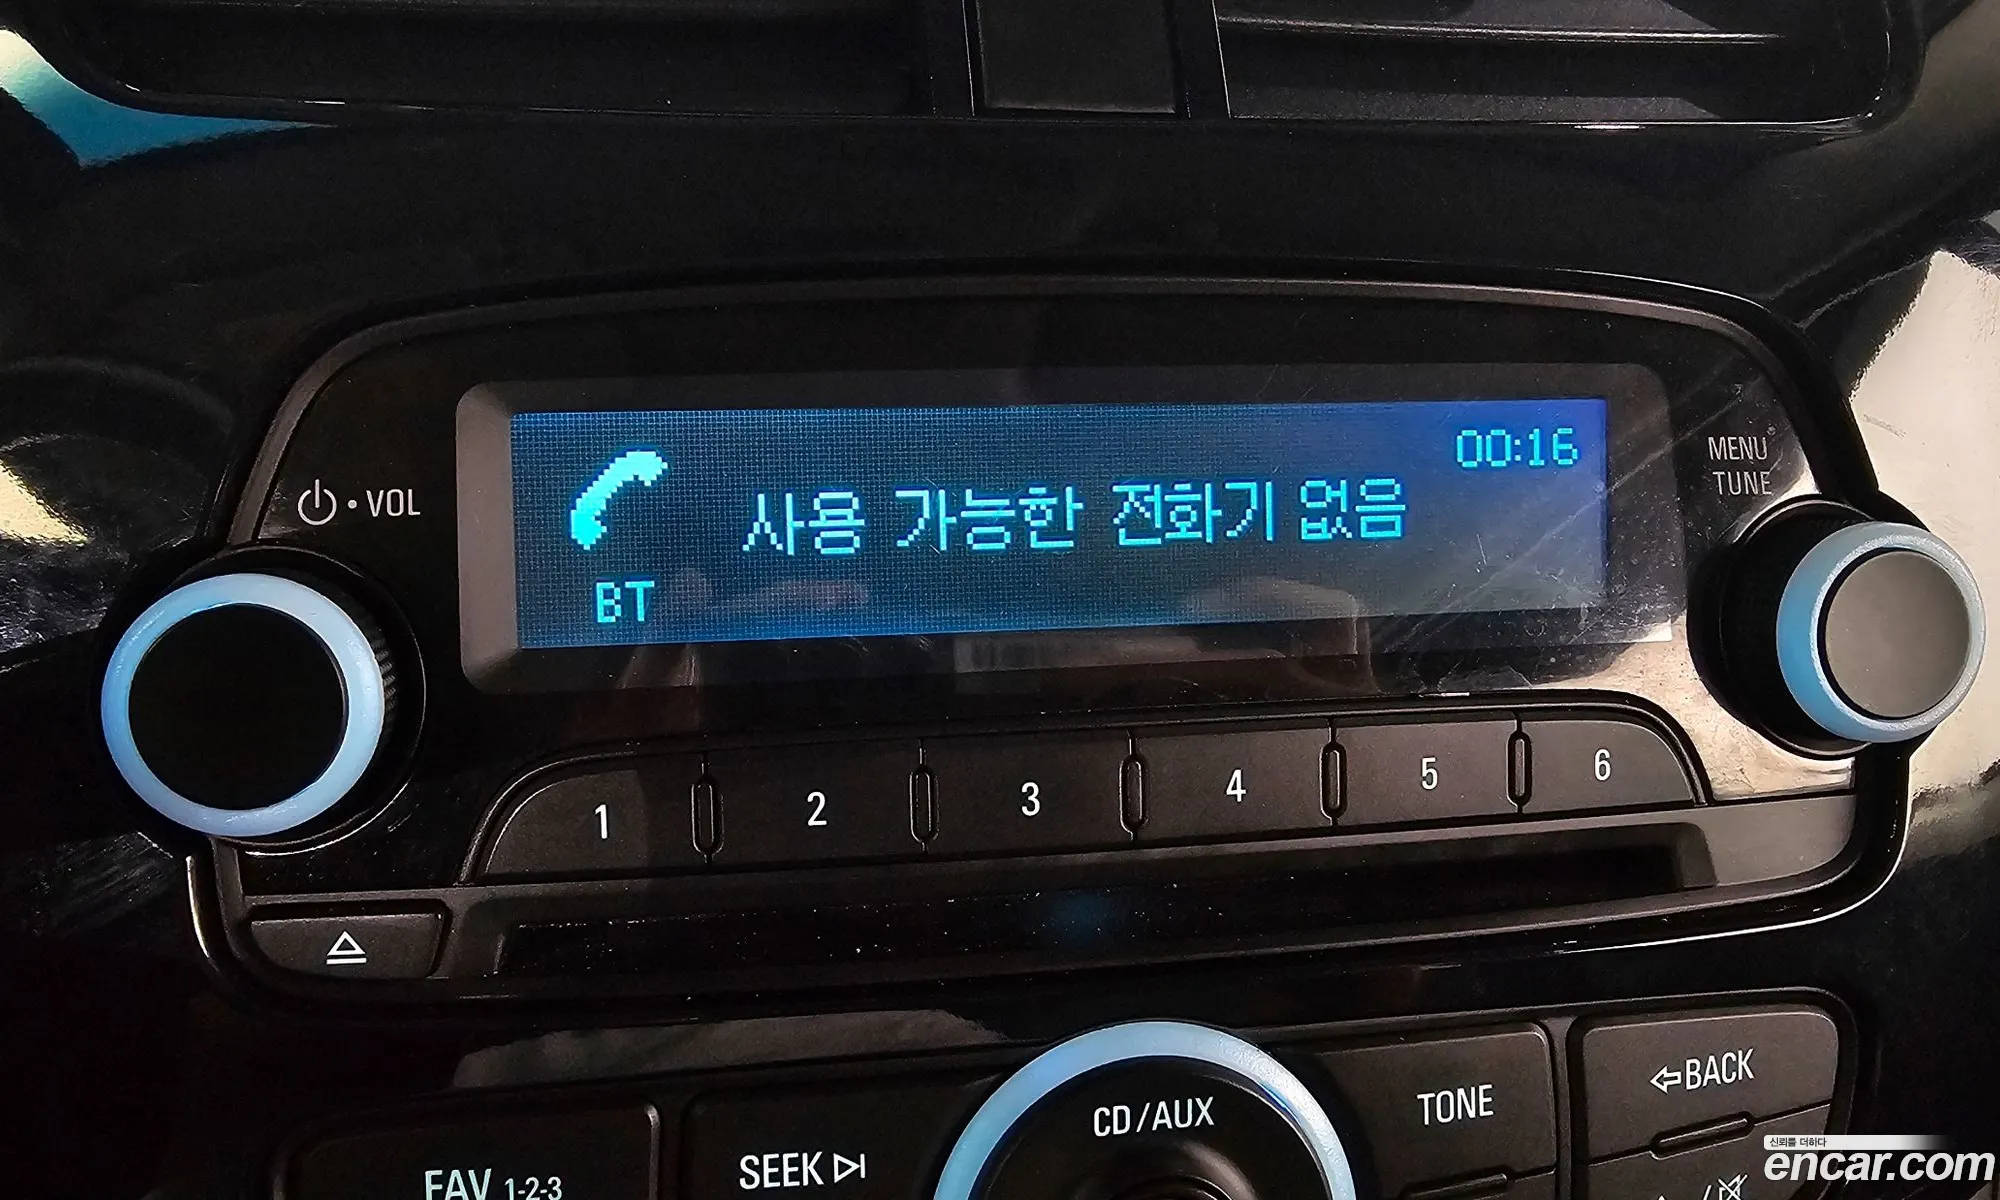 00:16
사용 가능한 전화기 없음
BT
VOL
MENU
TUNE
1 2 3 4 5 6
CD/AUX
TONE
BACK
SEEK
FAV 1-2-3
신뢰를 더하다
encar.com